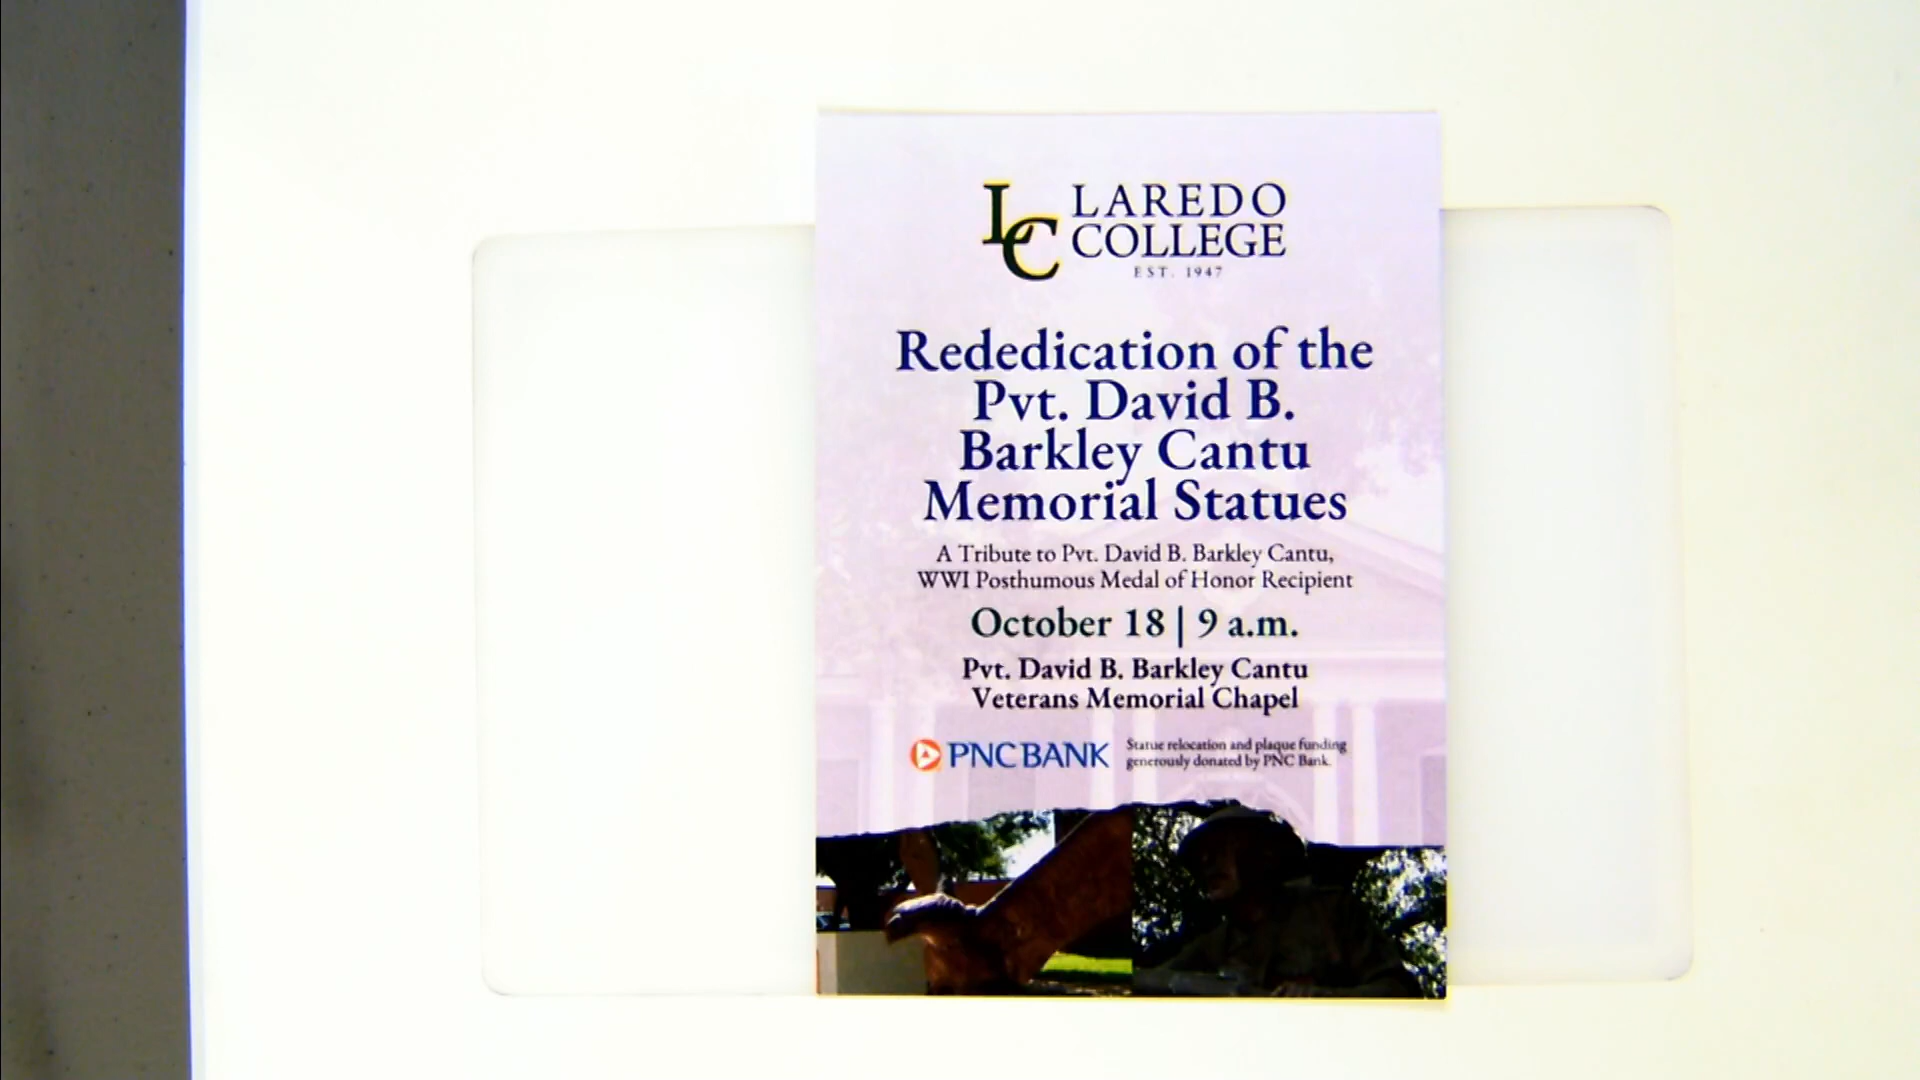 LC LAREDO
COLLEGE
EST. 1947
Rededication of the
Pvt. David B.
Barkley Cantu
Memorial Statues
A Tribute to Pvt. David B. Barkley Cantu,
WWI Posthumous Medal of Honor Recipient
October 18 | 9 a.m.
Pvt. David B. Barkley Cantu
Veterans Memorial Chapel
PNC BANK
Statue relocation and plaque funding
generously donated by PNC Bank.